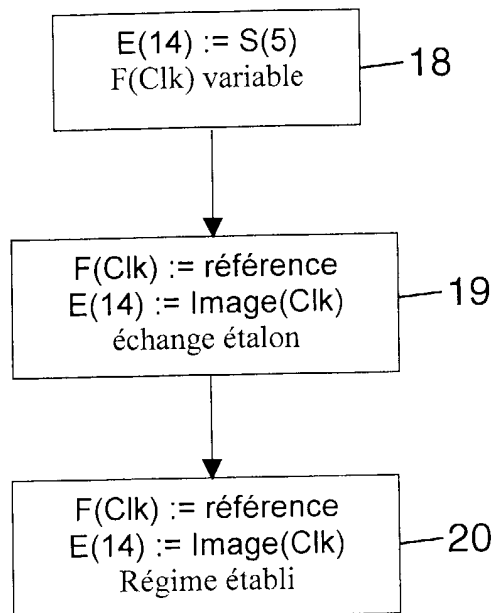 E(14) := S(5)
F(Clk) variable
18
F(Clk) := référence
E(14) := Image(Clk)
échange étalon
19
F(Clk) := référence
E(14) := Image(Clk)
Régime établi
20